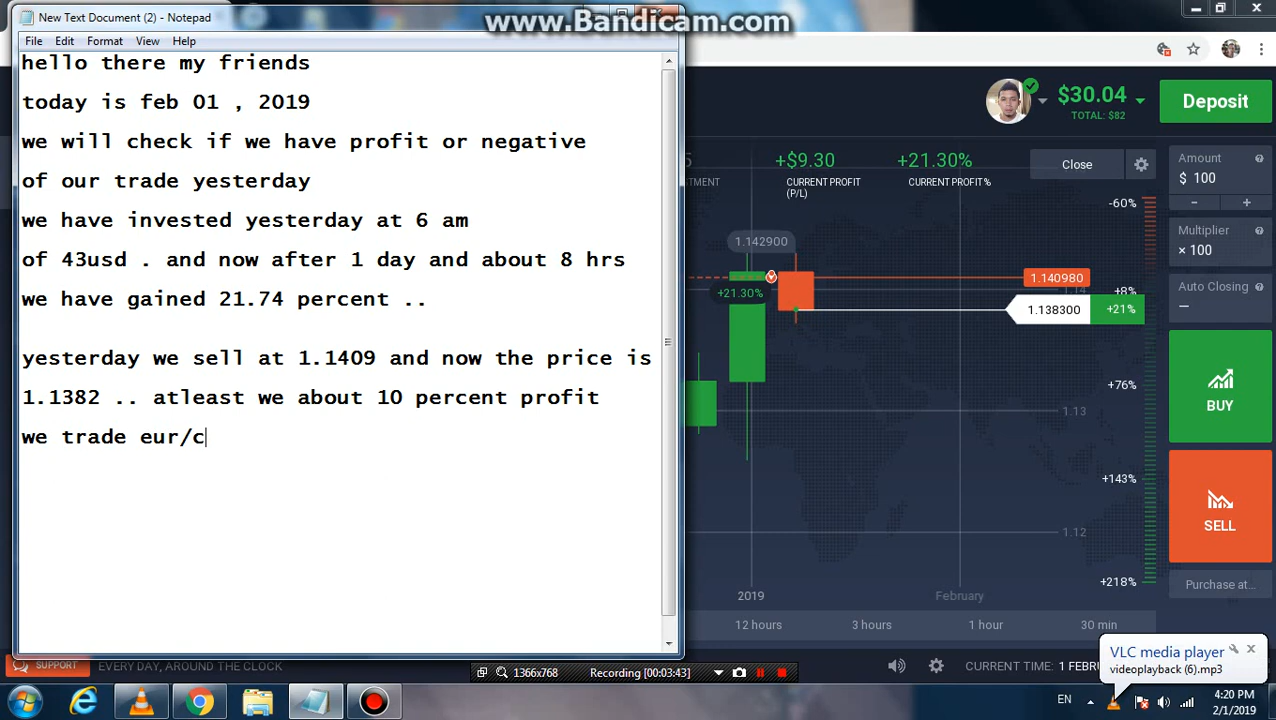 New Text Document (2) - Notepad
www.Bandicam.com
File Edit Format View Help
hello there my friends
today is feb 01 , 2019
we will check if we have profit or negative
of our trade yesterday
we have invested yesterday at 6 am
of 43usd . and now after 1 day and about 8 hrs
we have gained 21.74 percent ..
yesterday we sell at 1.1409 and now the price is
1.1382 .. atleast we about 10 percent profit
we trade eur/c
$30.04
TOTAL: $82
Deposit
5
STMENT
+$9.30
CURRENT PROFIT
(P/L)
+21.30%
CURRENT PROFIT%
Close
Amount
$ 100
- +
Multiplier
× 100
Auto Closing
–
BUY
SELL
Purchase at...
-60%
1.142900
1.140980
+21.30%
+8%
1.14
1.138300
+21%
+76%
1.13
+143%
1.12
+218%
2019
February
12 hours
3 hours
1 hour
30 min
SUPPORT
EVERY DAY, AROUND THE CLOCK
1366x768
Recording [00:03:43]
CURRENT TIME: 1 FEBRU
VLC media player
videoplayback (6).mp3
EN
4:20 PM
2/1/2019